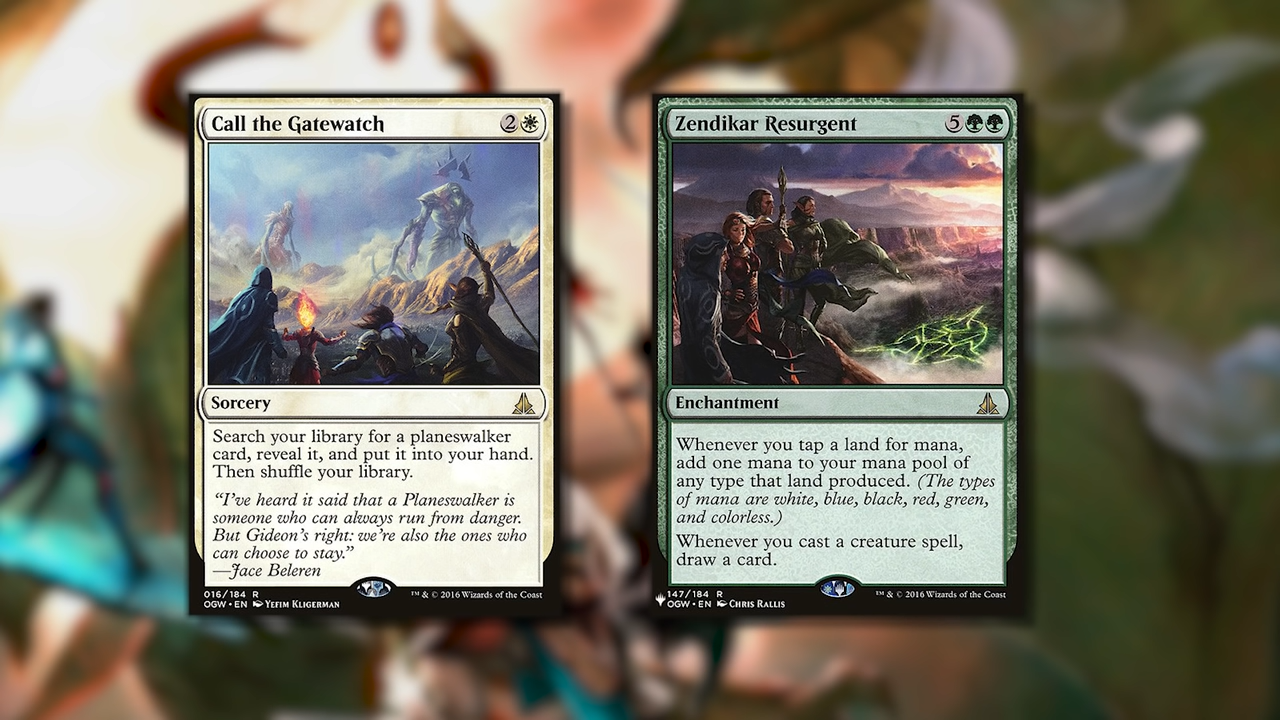 Call the Gatewatch 2
Sorcery
Search your library for a planeswalker
card, reveal it, and put it into your hand.
Then shuffle your library.
“I’ve heard it said that a Planeswalker is
someone who can always run from danger.
But Gideon’s right: we’re also the ones who
can choose to stay.”
—Jace Beleren
016/184 R
OGW • EN Yefim Kligerman
™ & © 2016 Wizards of the Coast
Zendikar Resurgent 5
Enchantment
Whenever you tap a land for mana,
add one mana to your mana pool of
any type that land produced. (The types
of mana are white, blue, black, red, green,
and colorless.)
Whenever you cast a creature spell,
draw a card.
147/184 R
OGW • EN Chris Rallis
™ & © 2016 Wizards of the Coast